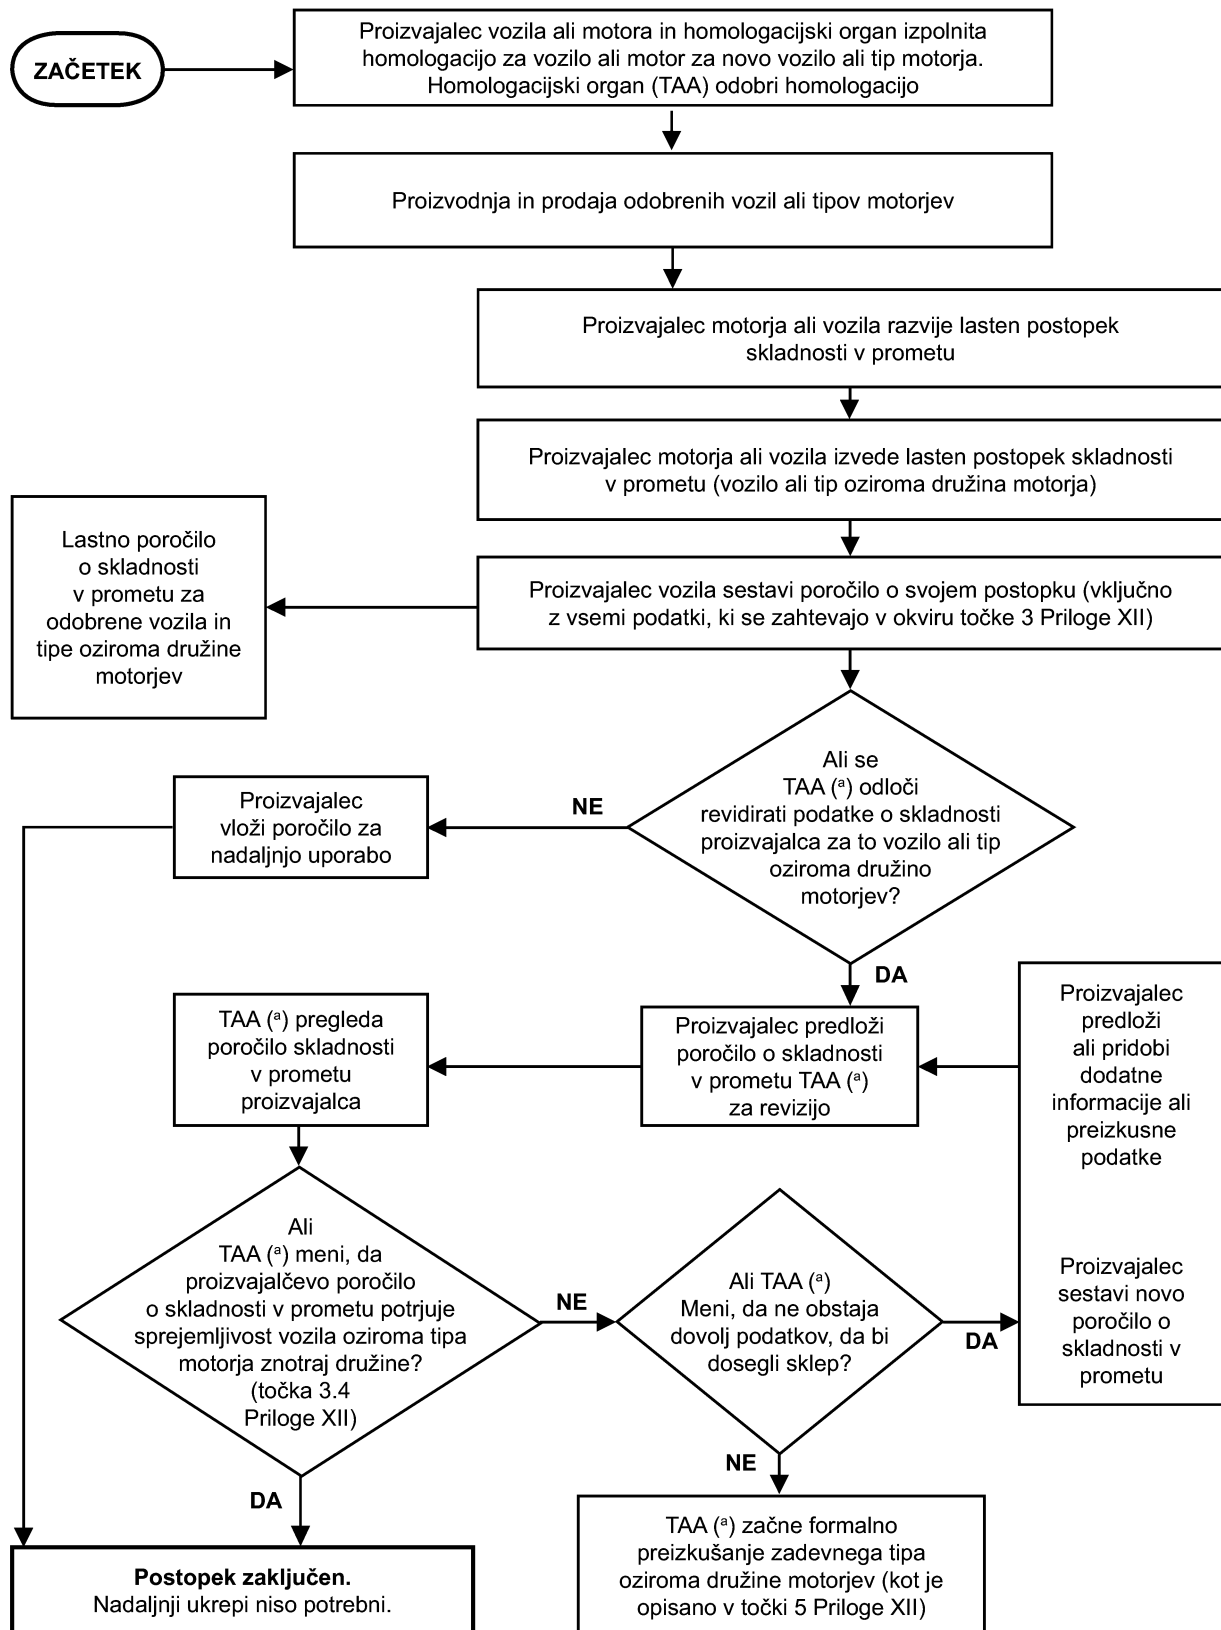 ZAČETEK
Proizvajalec vozila ali motora in homologacijski organ izpolnita
homologacijo za vozilo ali motor za novo vozilo ali tip motorja.
Homologacijski organ (TAA) odobri homologacijo
Proizvodnja in prodaja odobrenih vozil ali tipov motorjev
Proizvajalec motorja ali vozila razvije lasten postopek
skladnosti v prometu
Proizvajalec motorja ali vozila izvede lasten postopek skladnosti
v prometu (vozilo ali tip oziroma družina motorja)
Proizvajalec vozila sestavi poročilo o svojem postopku (vključno
z vsemi podatki, ki se zahtevajo v okviru točke 3 Priloge XII)
Lastno poročilo
o skladnosti
v prometu za
odobrene vozila in
tipe oziroma družine
motorjev
Ali se
TAA (ᵃ) odloči
revidirati podatke o skladnosti
proizvajalca za to vozilo ali tip
oziroma družino
motorjev?
NE
Proizvajalec
vloži poročilo za
nadaljnjo uporabo
DA
Proizvajalec predloži
poročilo o skladnosti
v prometu TAA (ᵃ)
za revizijo
Proizvajalec
predloži
ali pridobi
dodatne
informacije ali
preizkusne
podatke
Proizvajalec
sestavi novo
poročilo o
skladnosti v
prometu
TAA (ᵃ) pregleda
poročilo skladnosti
v prometu
proizvajalca
Ali
TAA (ᵃ) meni, da
proizvajalčevo poročilo
o skladnosti v prometu potrjuje
sprejemljivost vozila oziroma tipa
motorja znotraj družine?
(točka 3.4
Priloge XII)
NE
Ali TAA (ᵃ)
Meni, da ne obstaja
dovolj podatkov, da bi
dosegli sklep?
DA
NE
DA
TAA (ᵃ) začne formalno
preizkušanje zadevnega tipa
oziroma družine motorjev (kot je
opisano v točki 5 Priloge XII)
Postopek zaključen.
Nadaljnji ukrepi niso potrebni.